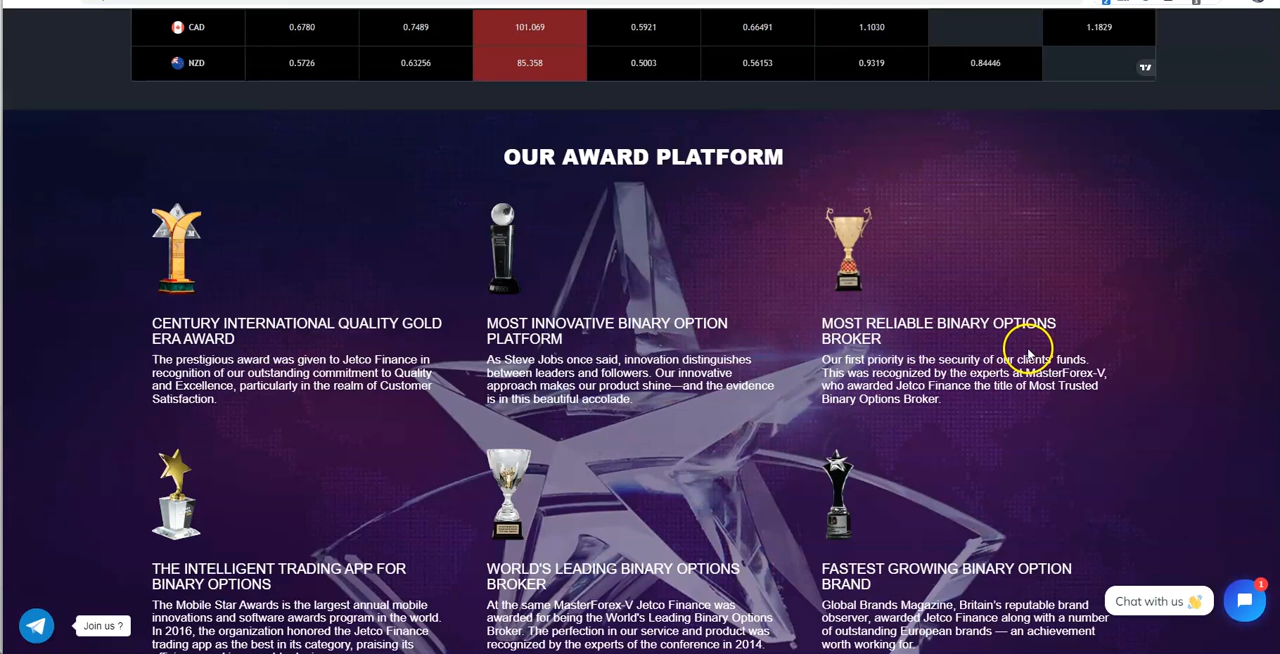 CAD 0.6780 0.7489 101.069 0.5921 0.66491 1.1030 1.1829
NZD 0.5726 0.63256 85.358 0.5003 0.56153 0.9319 0.84446
OUR AWARD PLATFORM
CENTURY INTERNATIONAL QUALITY GOLD
ERA AWARD
The prestigious award was given to Jetco Finance in
recognition of our outstanding commitment to Quality
and Excellence, particularly in the realm of Customer
Satisfaction.
MOST INNOVATIVE BINARY OPTION
PLATFORM
As Steve Jobs once said, innovation distinguishes
between leaders and followers. Our innovative
approach makes our product shine—and the evidence
is in this beautiful accolade.
MOST RELIABLE BINARY OPTIONS
BROKER
Our first priority is the security of our clients' funds.
This was recognized by the experts at MasterForex-V,
who awarded Jetco Finance the title of Most Trusted
Binary Options Broker.
THE INTELLIGENT TRADING APP FOR
BINARY OPTIONS
The Mobile Star Awards is the largest annual mobile
innovations and software awards program in the world.
In 2016, the organization honored the Jetco Finance
trading app as the best in its category, praising its
WORLD'S LEADING BINARY OPTIONS
BROKER
At the same MasterForex-V Jetco Finance was
awarded for being the World's Leading Binary Options
Broker. The perfection in our service and product was
recognized by the experts of the conference in 2014.
FASTEST GROWING BINARY OPTION
BRAND
Global Brands Magazine, Britain's reputable brand
observer, awarded Jetco Finance along with a number
of outstanding European brands — an achievement
worth working for.
Join us ?
Chat with us 👋
1